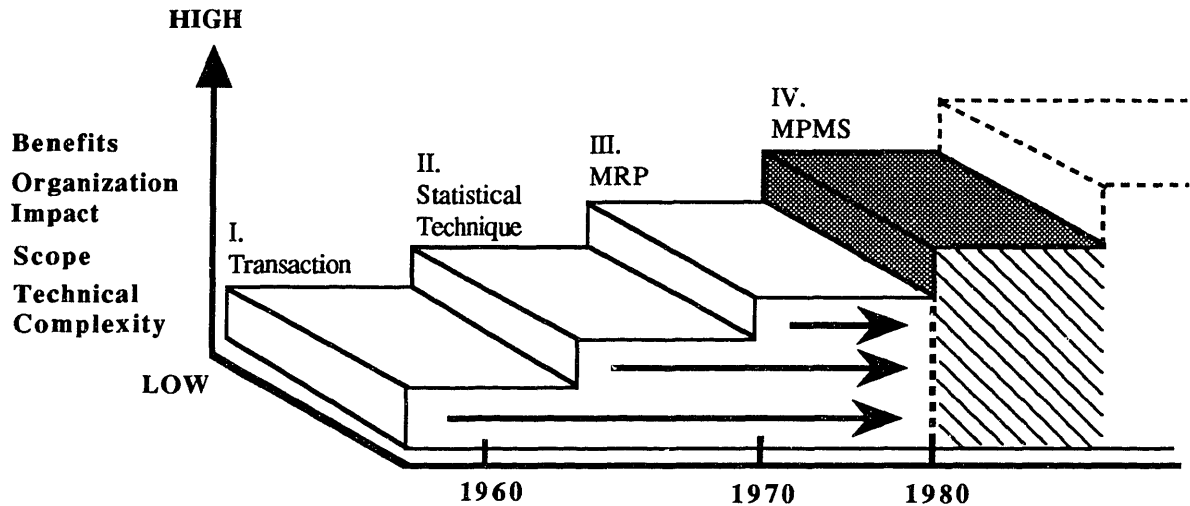 HIGH
Benefits
Organization
Impact
Scope
Technical
Complexity
LOW
I.
Transaction
II.
Statistical
Technique
III.
MRP
IV.
MPMS
1960
1970
1980